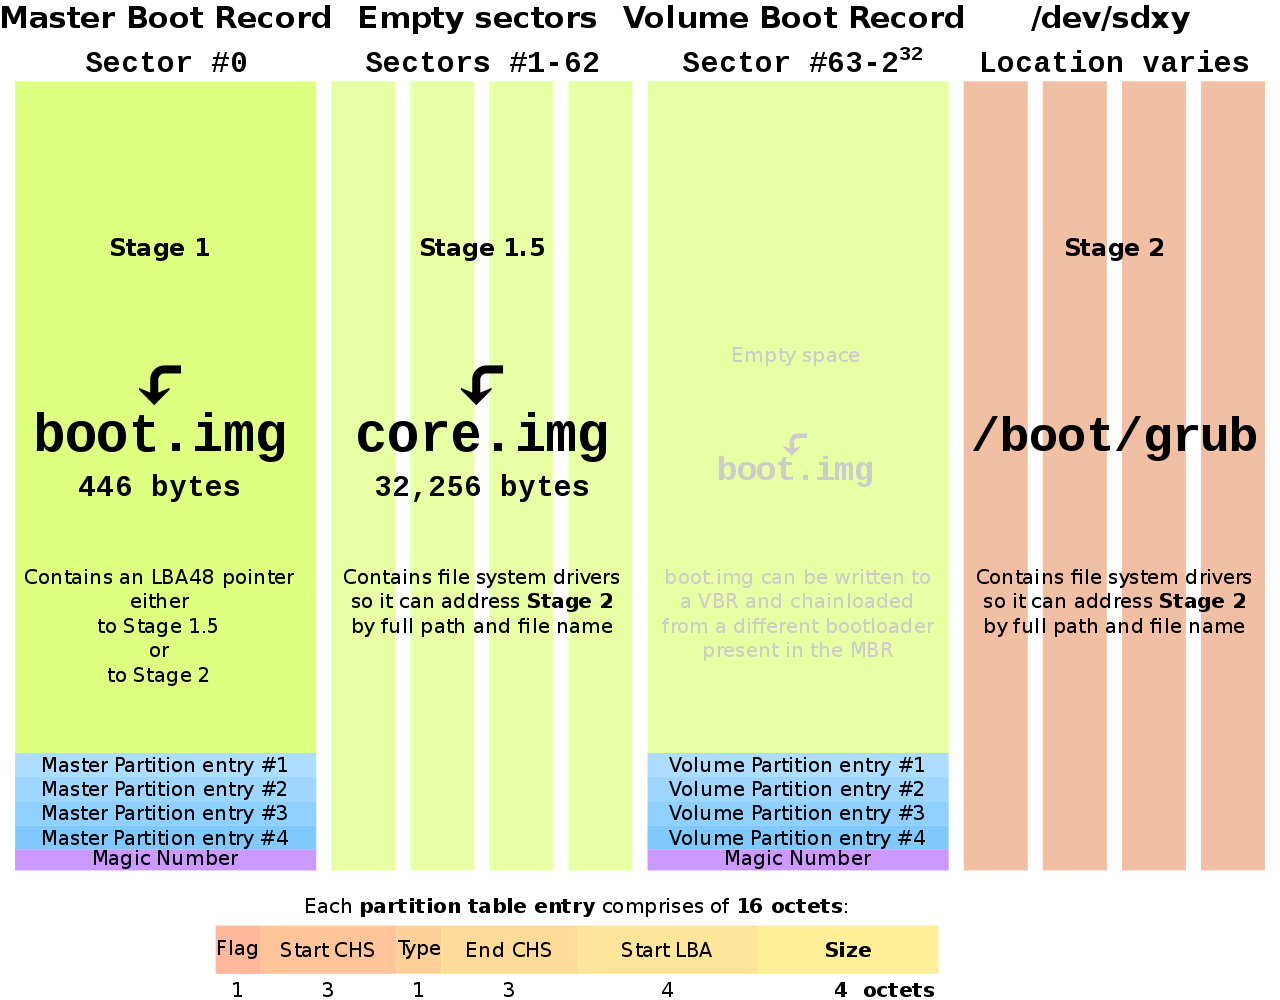 Master Boot Record
Sector #0
Stage 1
boot.img
446 bytes
Contains an LBA48 pointer
either
to Stage 1.5
or
to Stage 2
Master Partition entry #1
Master Partition entry #2
Master Partition entry #3
Master Partition entry #4
Magic Number
Empty sectors
Sectors #1-62
Stage 1.5
core.img
32,256 bytes
Contains file system drivers
so it can address Stage 2
by full path and file name
Volume Boot Record
Sector #63-2³²
Empty space
boot.img
boot.img can be written to
a VBR and chainloaded
from a different bootloader
present in the MBR
Volume Partition entry #1
Volume Partition entry #2
Volume Partition entry #3
Volume Partition entry #4
Magic Number
/dev/sdxy
Location varies
Stage 2
/boot/grub
Contains file system drivers
so it can address Stage 2
by full path and file name
Each partition table entry comprises of 16 octets:
Flag Start CHS Type End CHS Start LBA Size
1 3 1 3 4 4 octets